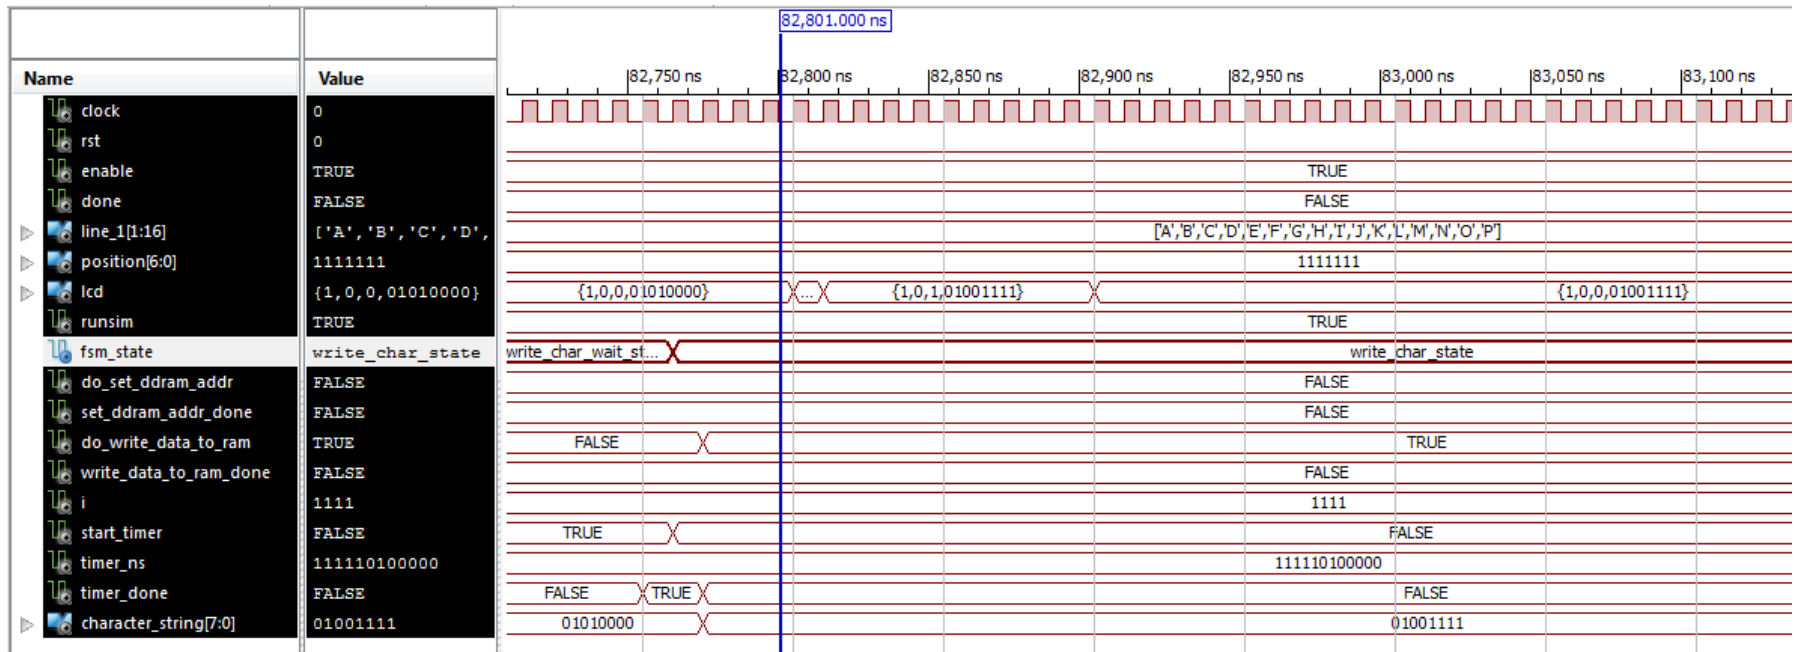 82,801.000 ns
Name Value 82,750 ns 82,800 ns 82,850 ns 82,900 ns 82,950 ns 83,000 ns 83,050 ns 83,100 ns
clock 0
rst 0
enable TRUE TRUE
done FALSE FALSE
line_1[1:16] ['A','B','C','D', ['A','B','C','D','E','F','G','H','I','J','K','L','M','N','O','P']
position[6:0] 1111111 1111111
lcd {1,0,0,01010000} {1,0,0,01010000} ... {1,0,1,01001111} {1,0,0,01001111}
runsim TRUE TRUE
fsm_state write_char_state write_char_wait_st... write_char_state
do_set_ddram_addr FALSE FALSE
set_ddram_addr_done FALSE FALSE
do_write_data_to_ram TRUE FALSE TRUE
write_data_to_ram_done FALSE FALSE
i 1111 1111
start_timer FALSE TRUE FALSE
timer_ns 111110100000 111110100000
timer_done FALSE FALSE TRUE FALSE
character_string[7:0] 01001111 01010000 01001111